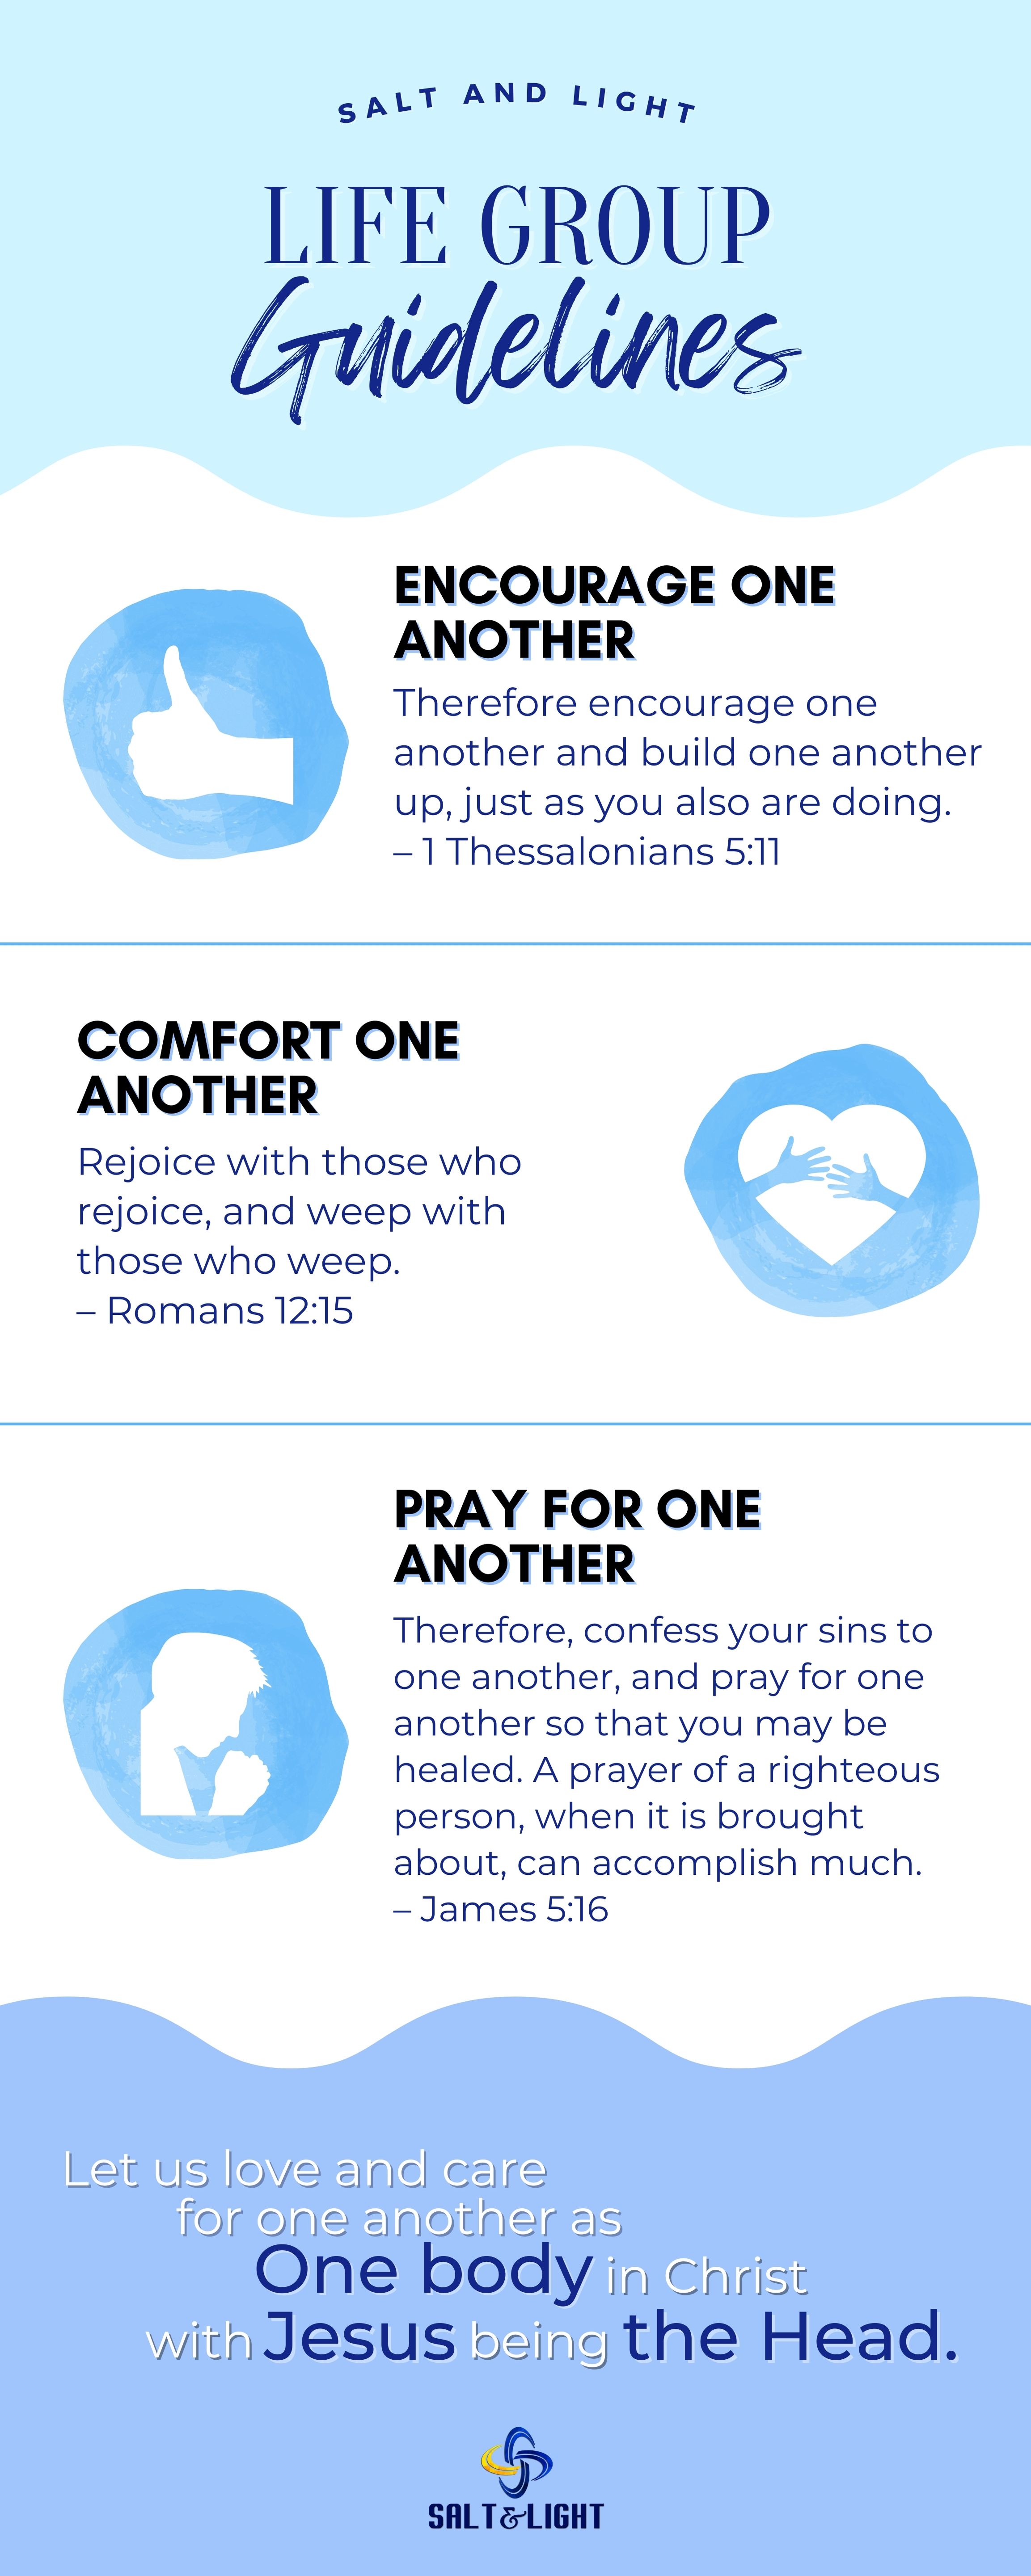 SALT AND LIGHT
LIFE GROUP
Guidelines
ENCOURAGE ONE
ANOTHER
Therefore encourage one
another and build one another
up, just as you also are doing.
– 1 Thessalonians 5:11
COMFORT ONE
ANOTHER
Rejoice with those who
rejoice, and weep with
those who weep.
– Romans 12:15
PRAY FOR ONE
ANOTHER
Therefore, confess your sins to
one another, and pray for one
another so that you may be
healed. A prayer of a righteous
person, when it is brought
about, can accomplish much.
– James 5:16
Let us love and care
for one another as
One body in Christ
with Jesus being the Head.
SALT&LIGHT